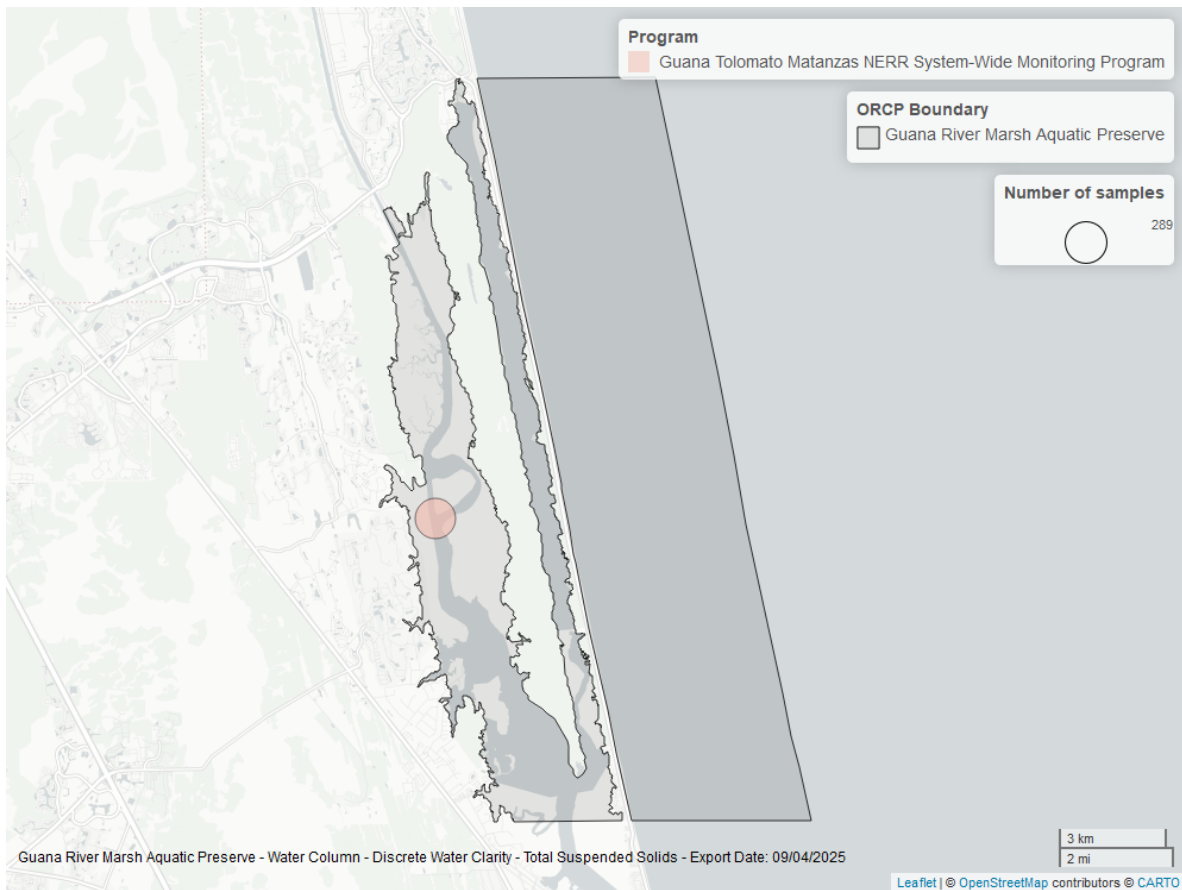 Program
Guana Tolomato Matanzas NERR System-Wide Monitoring Program
ORCP Boundary
Guana River Marsh Aquatic Preserve
Number of samples
289
3 km
2 mi
Guana River Marsh Aquatic Preserve - Water Column - Discrete Water Clarity - Total Suspended Solids - Export Date: 09/04/2025
Leaflet | © OpenStreetMap contributors © CARTO